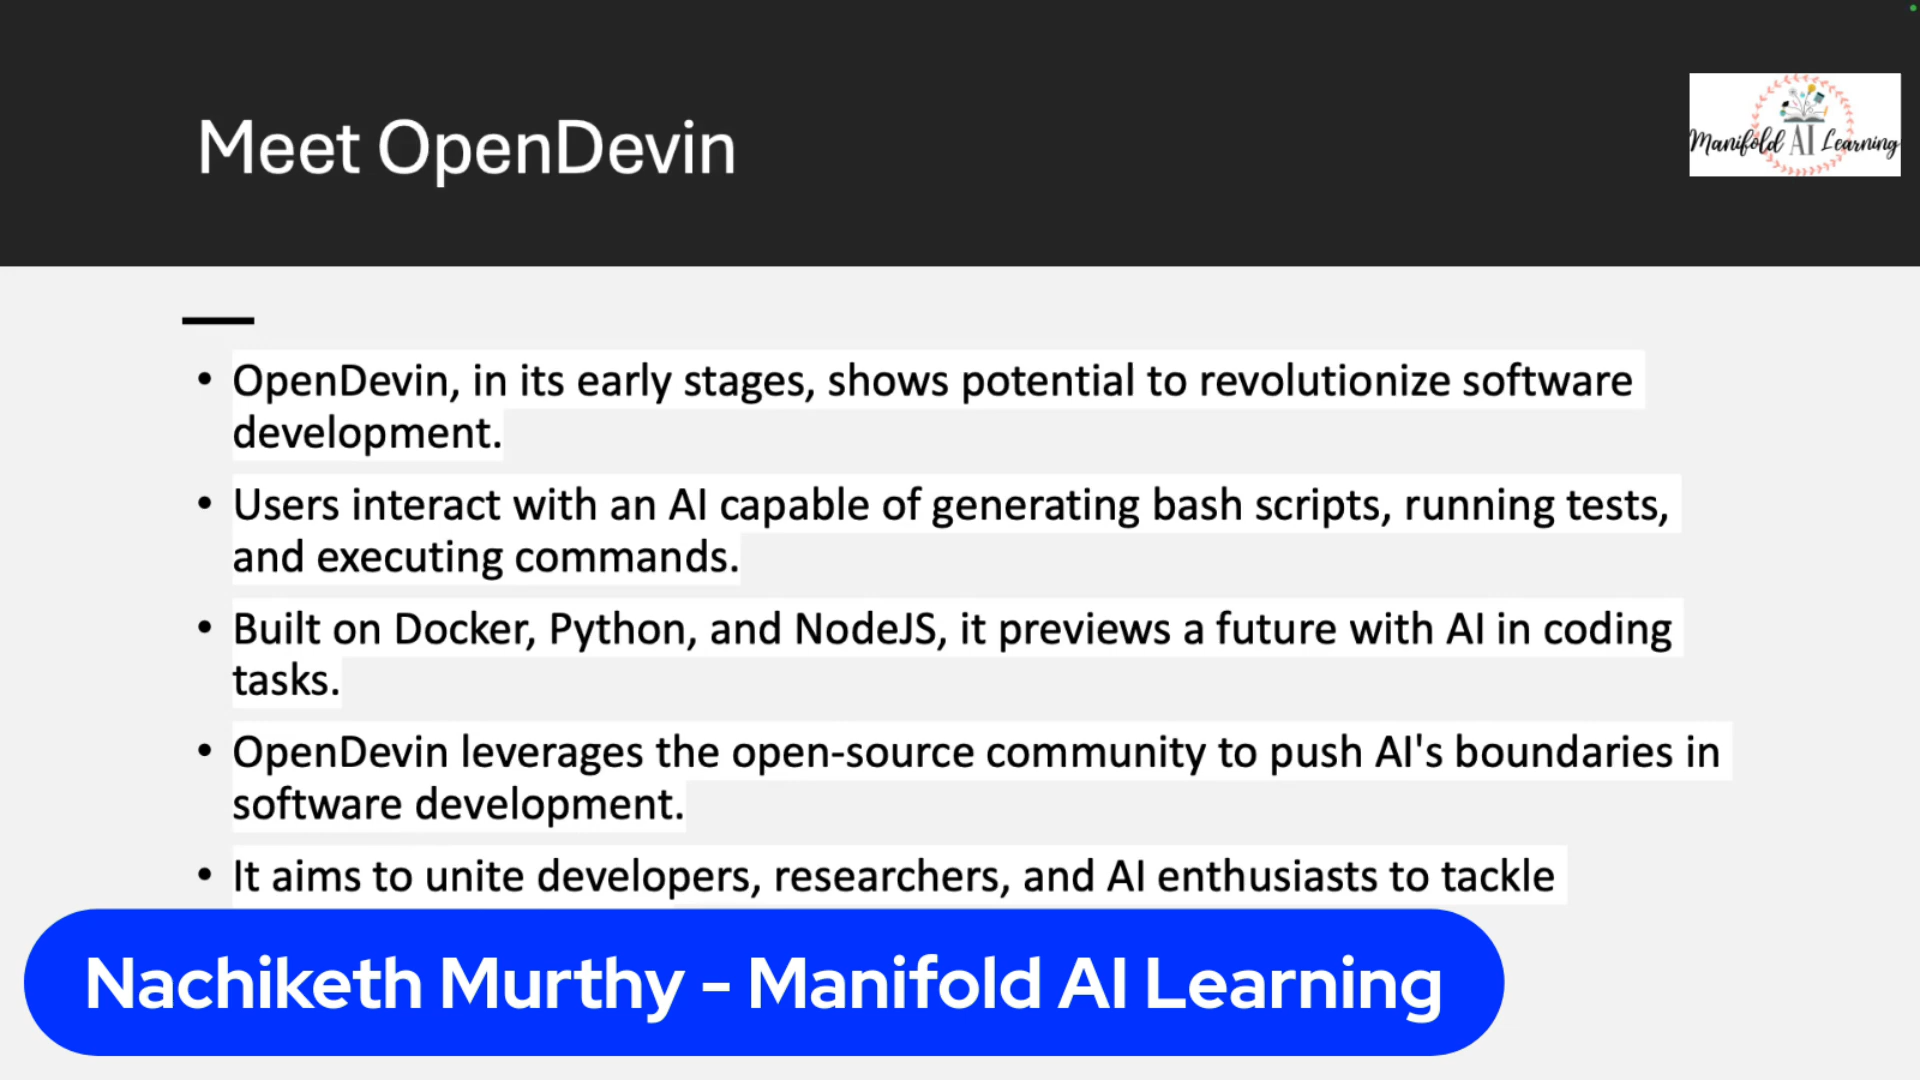 Meet OpenDevin
Manifold AI Learning
• OpenDevin, in its early stages, shows potential to revolutionize software
development.
• Users interact with an AI capable of generating bash scripts, running tests,
and executing commands.
• Built on Docker, Python, and NodeJS, it previews a future with AI in coding
tasks.
• OpenDevin leverages the open-source community to push AI's boundaries in
software development.
• It aims to unite developers, researchers, and AI enthusiasts to tackle
Nachiketh Murthy - Manifold AI Learning